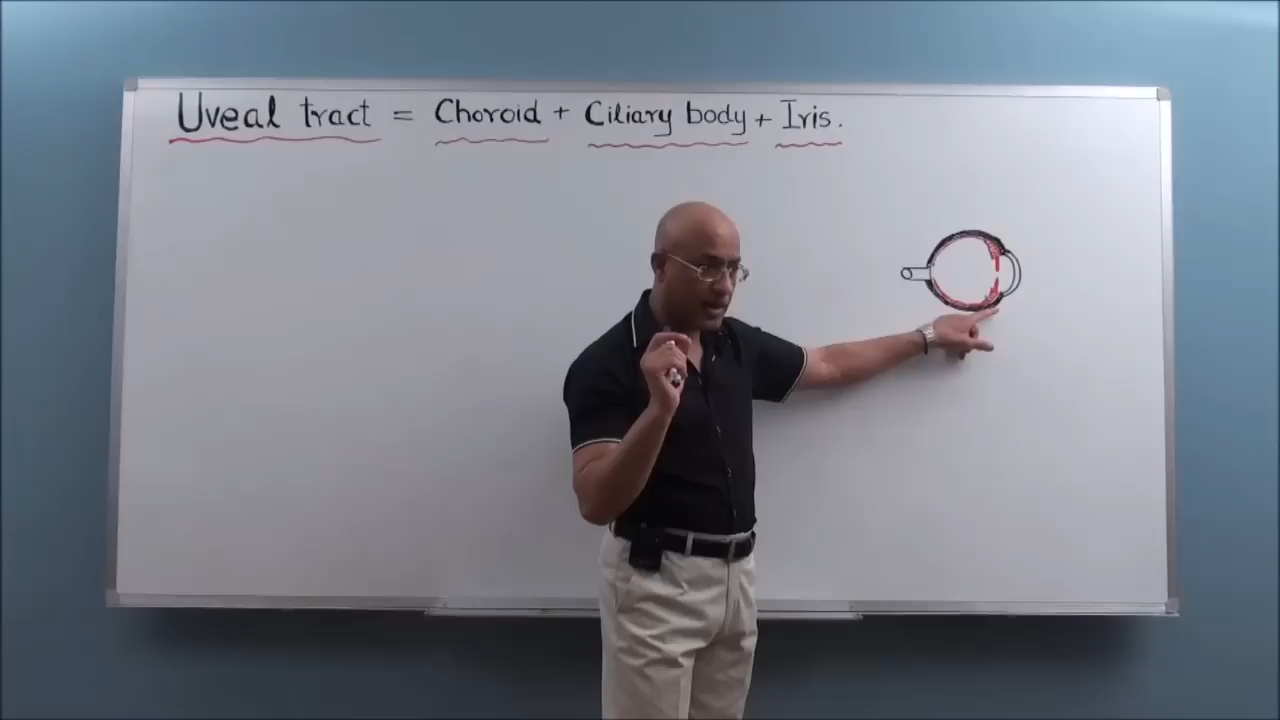 Uveal tract = Choroid + Ciliary body + Iris.